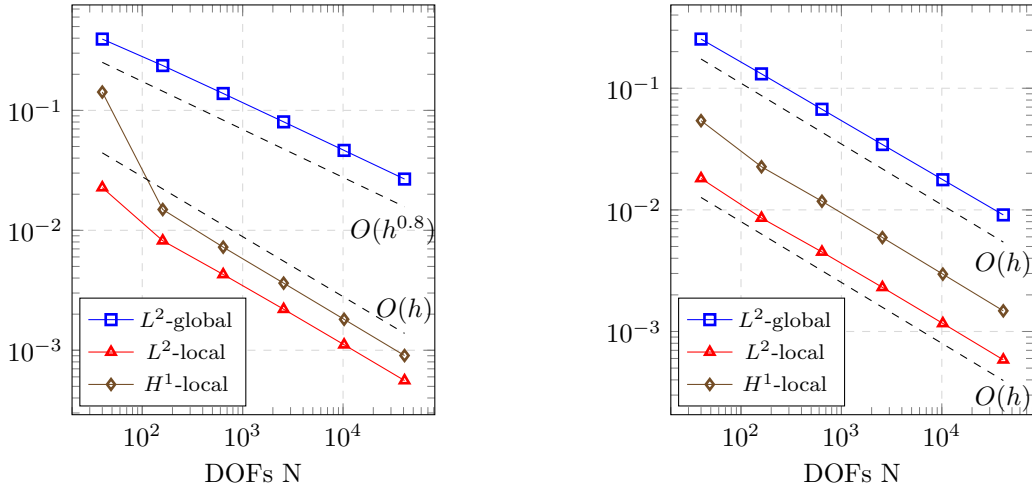 10^{-1}
10^{-2}
10^{-3}
O(h^{0.8})
O(h)
L^2-global
L^2-local
H^1-local
10^2
10^3
10^4
DOFs N
10^{-1}
10^{-2}
10^{-3}
O(h)
L^2-global
L^2-local
H^1-local
O(h)
10^2
10^3
10^4
DOFs N